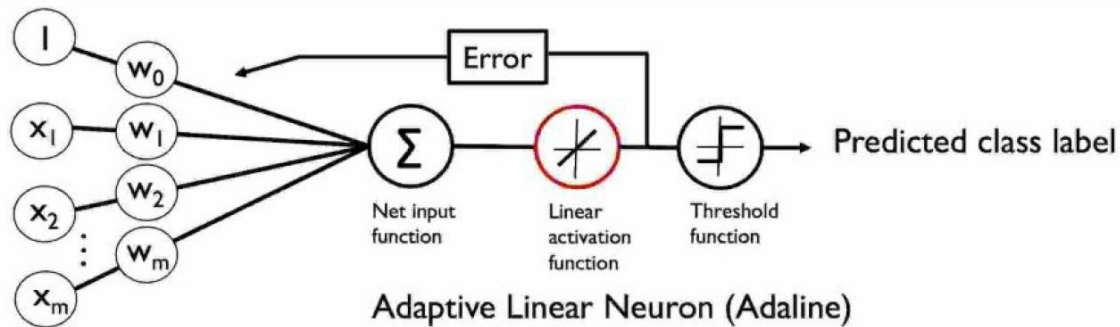 1
w0
Error
x1
w1
Σ
Predicted class label
x2
w2
Net input
function
Linear
activation
function
Threshold
function
⋮
wm
xm
Adaptive Linear Neuron (Adaline)